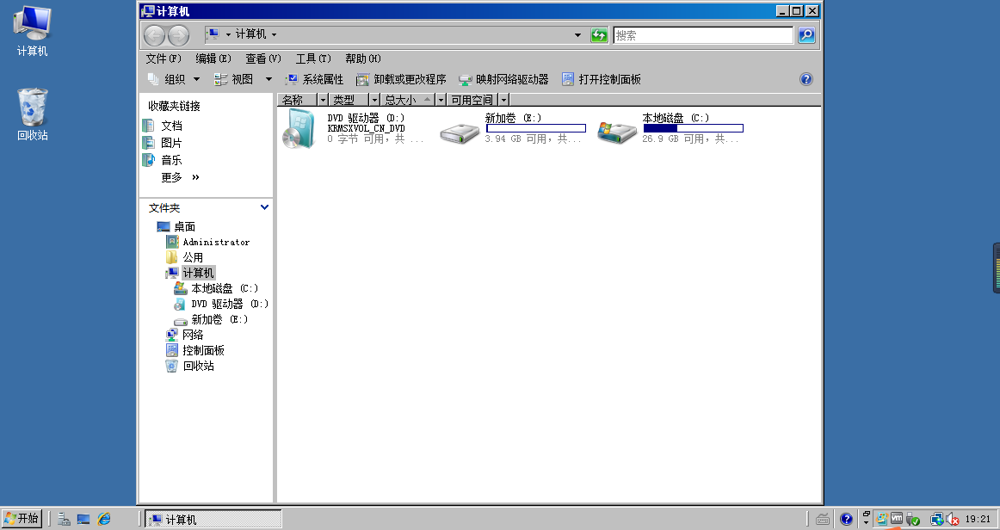 计算机
回收站
计算机
计算机
搜索
文件(F) 编辑(E) 查看(V) 工具(T) 帮助(H)
组织 视图 系统属性 卸载或更改程序 映射网络驱动器 打开控制面板
收藏夹链接
文档
图片
音乐
更多 »
文件夹
桌面
Administrator
公用
计算机
本地磁盘 (C:)
DVD 驱动器 (D:)
新加卷 (E:)
网络
控制面板
回收站
名称 类型 总大小 可用空间
DVD 驱动器 (D:)
KRMSXVOL_CN_DVD
0 字节 可用, 共 ...
新加卷 (E:)
3.94 GB 可用, 共...
本地磁盘 (C:)
26.9 GB 可用, 共...
开始
计算机
19:21